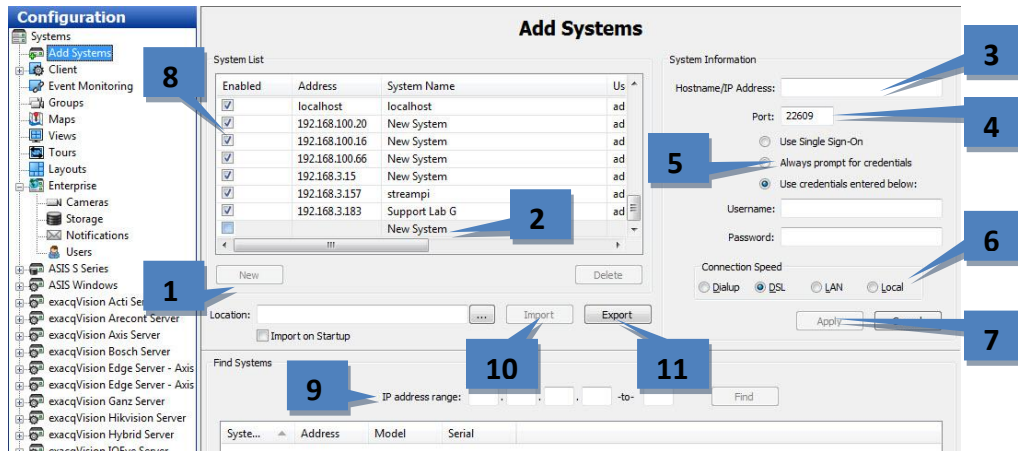 Configuration
Systems
Add Systems
Client
Event Monitoring
Groups
Maps
Views
Tours
Layouts
Enterprise
Cameras
Storage
Notifications
Users
ASIS S Series
ASIS Windows
exacqVision Acti Se
exacqVision Arecont Server
exacqVision Axis Server
exacqVision Bosch Server
exacqVision Edge Server - Axis
exacqVision Edge Server - Axis
exacqVision Ganz Server
exacqVision Hikvision Server
exacqVision Hybrid Server
exacqVision IQEye Server
Add Systems
System List
Enabled Address System Name Us
localhost localhost ad
192.168.100.20 New System ad
192.168.100.16 New System ad
192.168.100.66 New System ad
192.168.3.15 New System ad
192.168.3.157 streampi ad
192.168.3.183 Support Lab G ad
New System
New Delete
Location: ... Import Export
Import on Startup
System Information
Hostname/IP Address:
Port: 22609
Use Single Sign-On
Always prompt for credentials
Use credentials entered below:
Username:
Password:
Connection Speed
Dialup DSL LAN Local
Apply
Find Systems
IP address range: . . . -to- Find
Syste... Address Model Serial
1
2
3
4
5
6
7
8
9
10
11